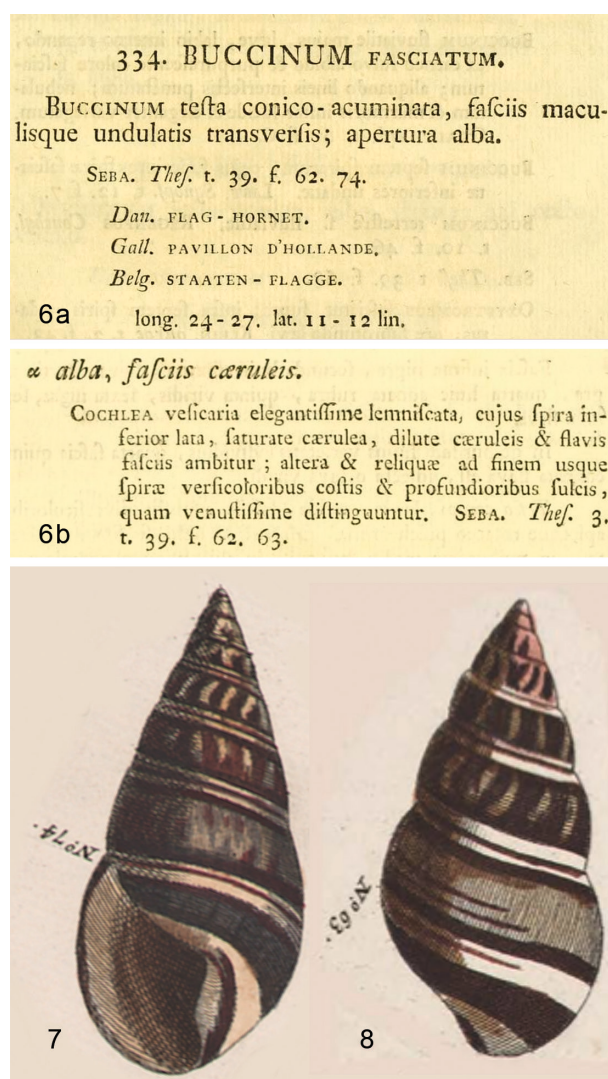 334. BUCCINUM FASCIATUM.
BUCCINUM teſta conico-acuminata, faſciis macu-
lisque undulatis transverſis; apertura alba.
SEBA. Theſ. t. 39. f. 62. 74.
Dan. FLAG-HORNET.
Gall. PAVILLON D'HOLLANDE.
Belg. STAATEN-FLAGGE.
6a long. 24-27. lat. 11-12 lin.
α alba, faſciis cæruleis.
COCHLEA veſicaria elegantiſſime lemniſcata, cujus ſpira in-
ferior lata, ſaturate cærulea, dilute cæruleis & flavis
faſciis ambitur; altera & reliquæ ad finem usque
ſpiræ verſicoloribus coſtis & profundioribus ſulcis,
quam venuſtiſſime diſtinguuntur. SEBA. Theſ. 3.
6b t. 39. f. 62. 63.
No 74.
No 63.
7
8